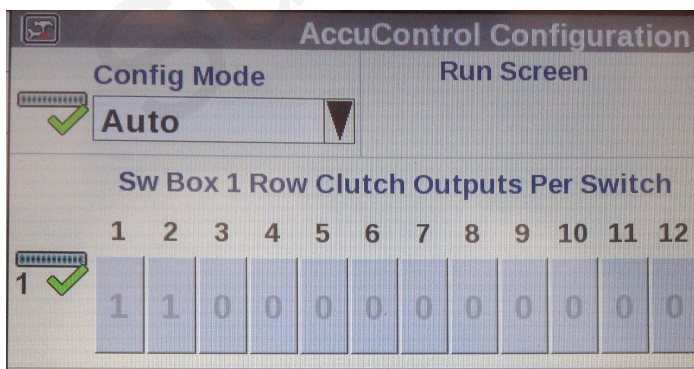 AccuControl Configuration
Config Mode
Run Screen
Auto
Sw Box 1 Row Clutch Outputs Per Switch
1 2 3 4 5 6 7 8 9 10 11 12
1
1 1 0 0 0 0 0 0 0 0 0 0